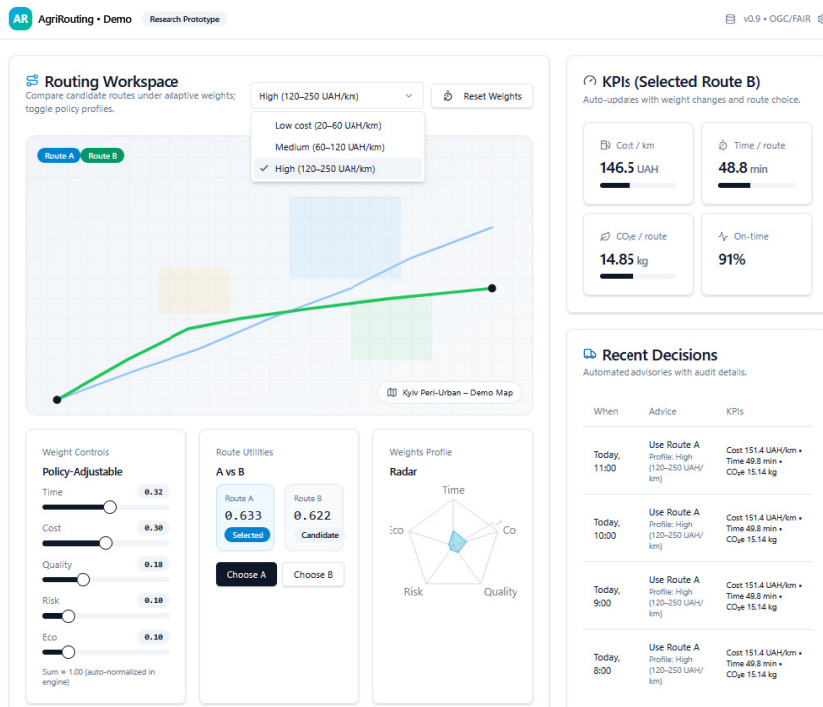 AR AgriRouting • Demo Research Prototype v0.9 • OGC/FAIR
Routing Workspace
Compare candidate routes under adaptive weights;
toggle policy profiles.
High (120–250 UAH/km)
Reset Weights
Low cost (20–60 UAH/km)
Medium (60–120 UAH/km)
High (120–250 UAH/km)
Route A Route B
Kyiv Peri-Urban – Demo Map
Weight Controls
Policy-Adjustable
Time 0.32
Cost 0.30
Quality 0.18
Risk 0.10
Eco 0.10
Sum = 1.00 (auto-normalized in
engine)
Route Utilities
A vs B
Route A Route B
0.633 0.622
Selected Candidate
Choose A Choose B
Weights Profile
Radar
Time
Eco Co
Risk Quality
KPIs (Selected Route B)
Auto-updates with weight changes and route choice.
Cost / km
146.5 UAH
Time / route
48.8 min
CO₂e / route
14.85 kg
On-time
91%
Recent Decisions
Automated advisories with audit details.
When Advice KPIs
Today,
11:00
Use Route A
Profile: High
(120–250 UAH/
km)
Cost 151.4 UAH/km •
Time 49.8 min •
CO₂e 15.14 kg
Today,
10:00
Use Route A
Profile: High
(120–250 UAH/
km)
Cost 151.4 UAH/km •
Time 49.8 min •
CO₂e 15.14 kg
Today,
9:00
Use Route A
Profile: High
(120–250 UAH/
km)
Cost 151.4 UAH/km •
Time 49.8 min •
CO₂e 15.14 kg
Today,
8:00
Use Route A
Profile: High
(120–250 UAH/
km)
Cost 151.4 UAH/km •
Time 49.8 min •
CO₂e 15.14 kg